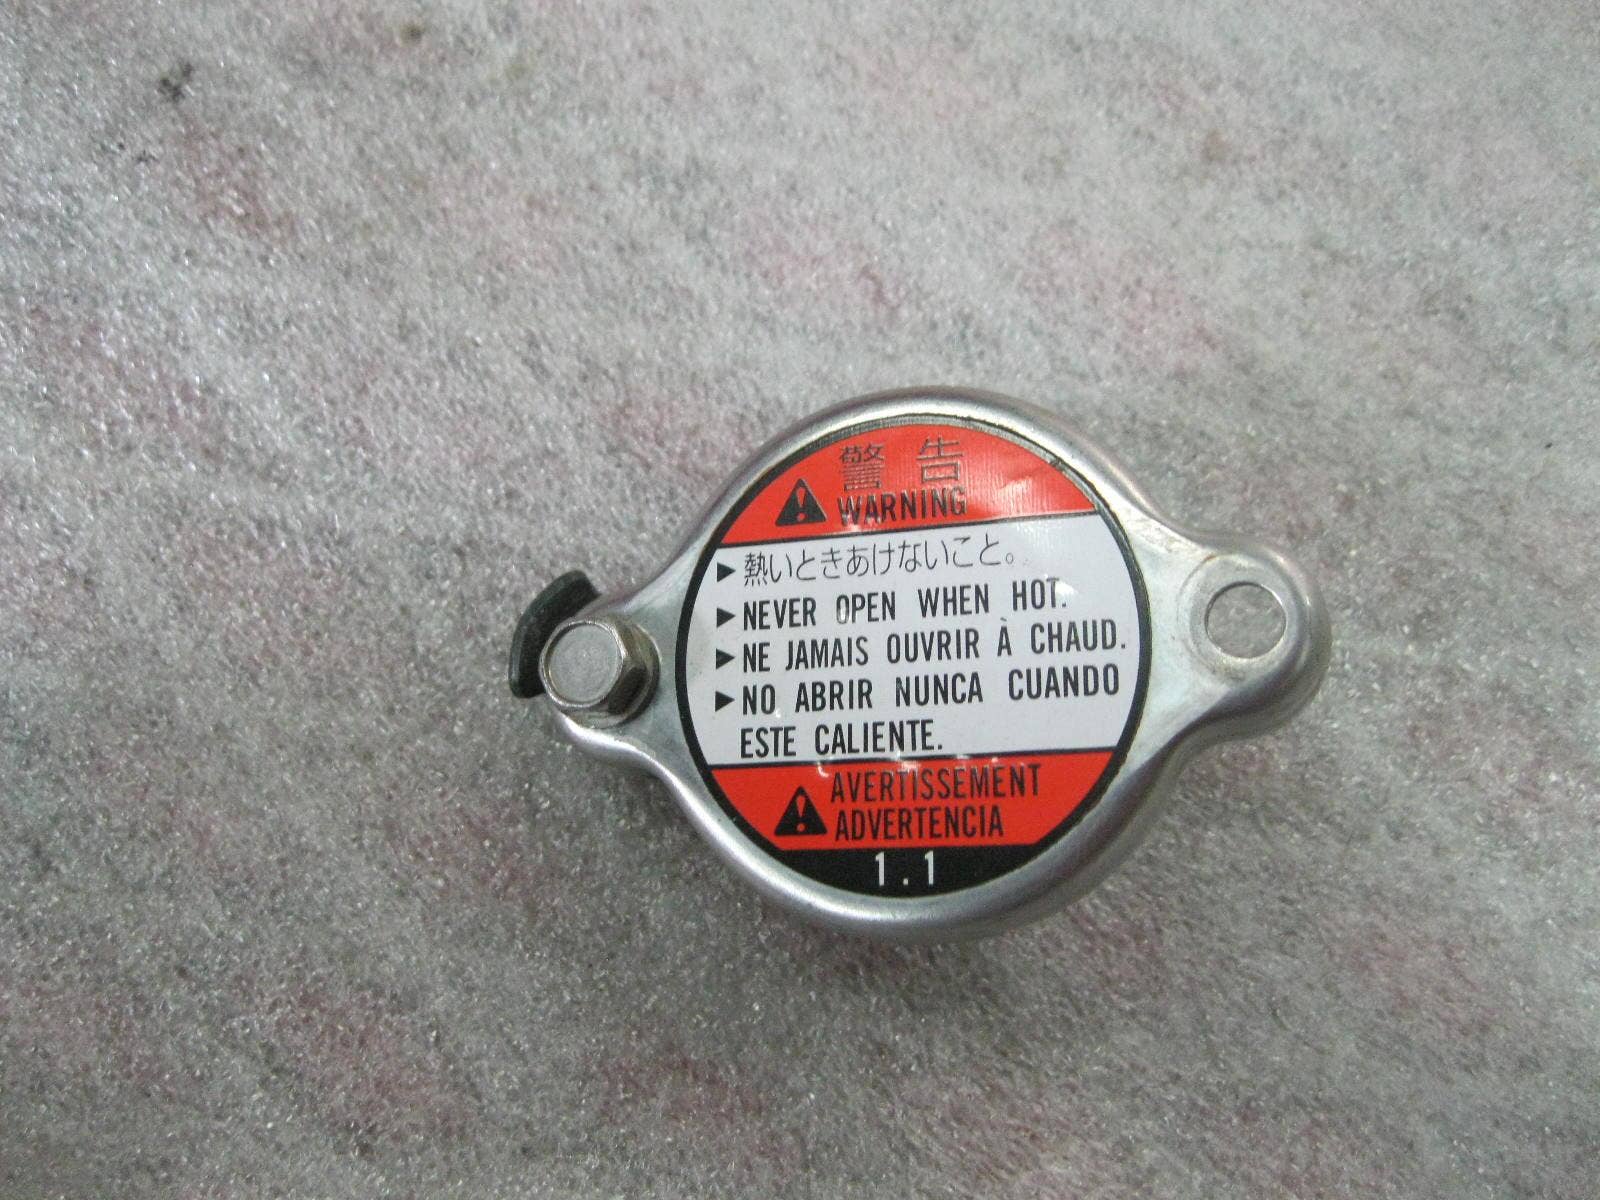 警告
WARNING
▶熱いときあけないこと。
▶NEVER OPEN WHEN HOT.
▶NE JAMAIS OUVRIR À CHAUD.
▶NO ABRIR NUNCA CUANDO
ESTE CALIENTE.
AVERTISSEMENT
ADVERTENCIA
1.1